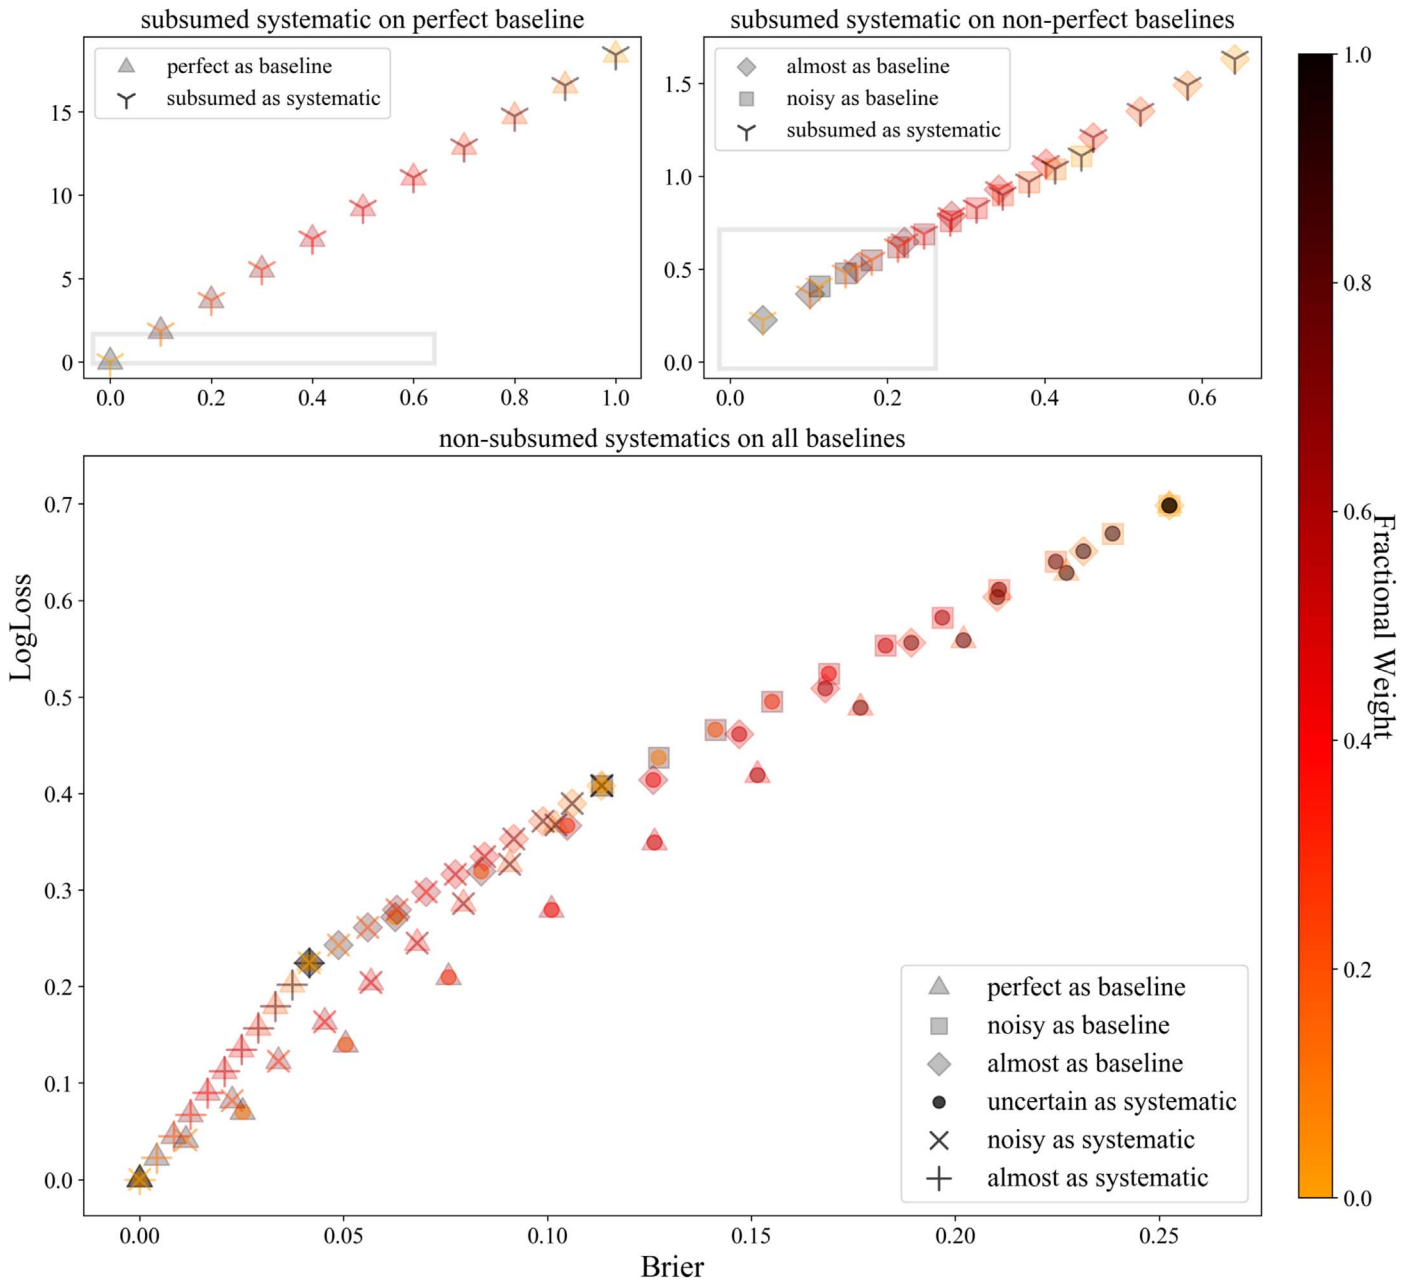 subsumed systematic on perfect baseline
perfect as baseline
subsumed as systematic
15
10
5
0
0.0 0.2 0.4 0.6 0.8 1.0
subsumed systematic on non-perfect baselines
almost as baseline
noisy as baseline
subsumed as systematic
1.5
1.0
0.5
0.0
0.0 0.2 0.4 0.6
non-subsumed systematics on all baselines
LogLoss
0.7
0.6
0.5
0.4
0.3
0.2
0.1
0.0
perfect as baseline
noisy as baseline
almost as baseline
uncertain as systematic
noisy as systematic
almost as systematic
0.00 0.05 0.10 0.15 0.20 0.25
Brier
1.0
0.8
0.6
0.4
0.2
0.0
Fractional Weight